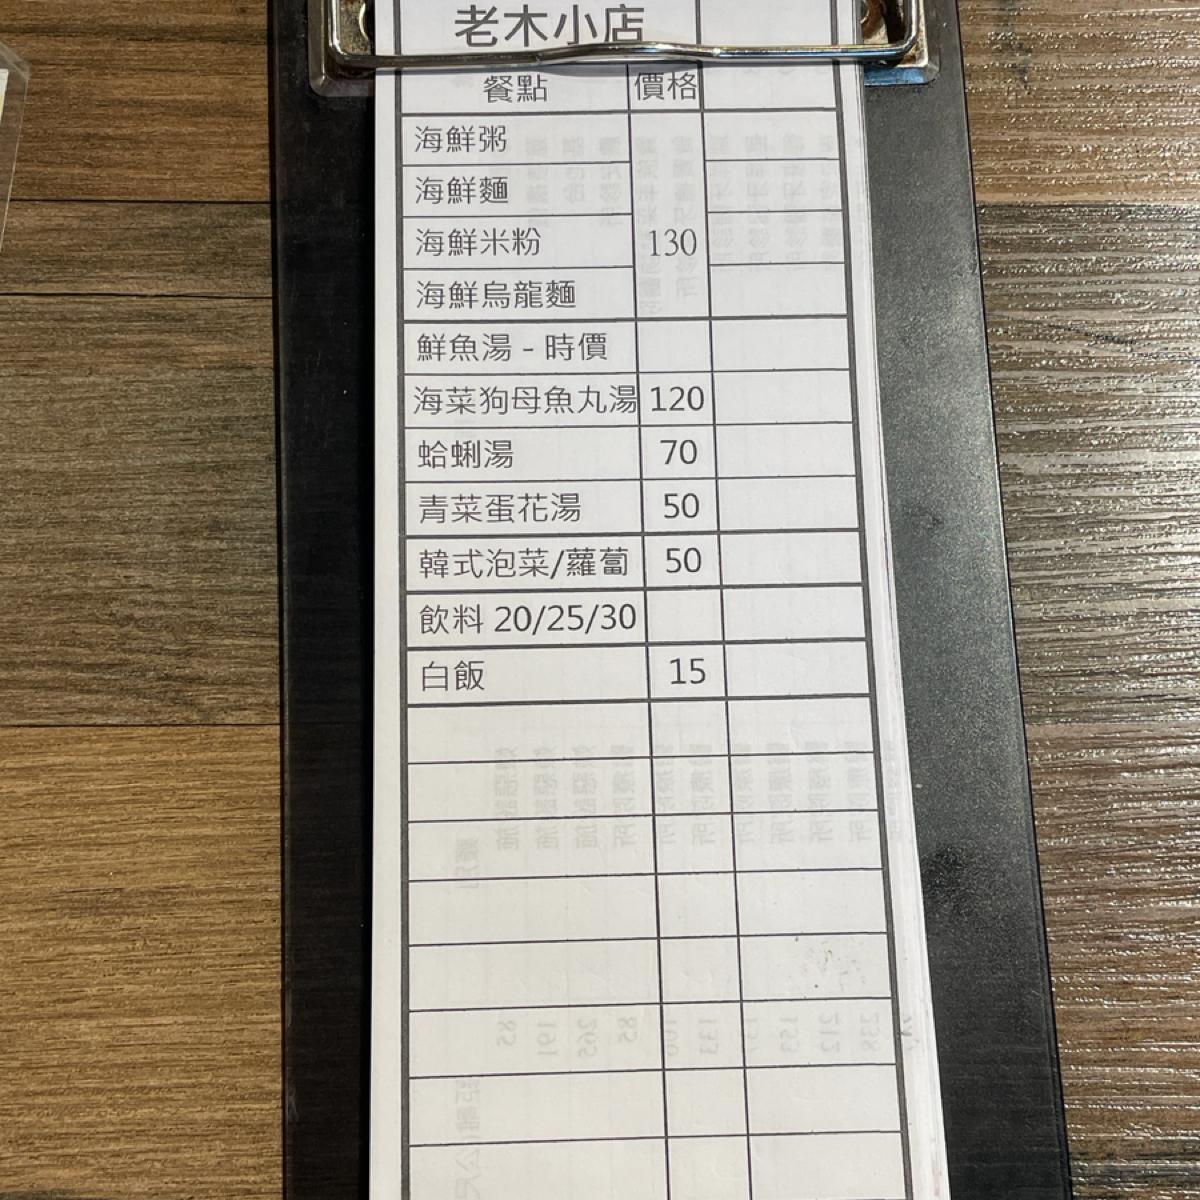 老木小店
餐點 價格
海鮮粥
海鮮麵
海鮮米粉 130
海鮮烏龍麵
鮮魚湯 - 時價
海菜狗母魚丸湯 120
蛤蜊湯 70
青菜蛋花湯 50
韓式泡菜/蘿蔔 50
飲料 20/25/30
白飯 15